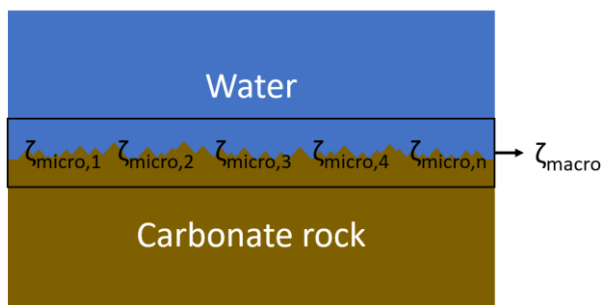 Water
ζmicro,1 ζmicro,2 ζmicro,3 ζmicro,4 ζmicro,n ζmacro
Carbonate rock